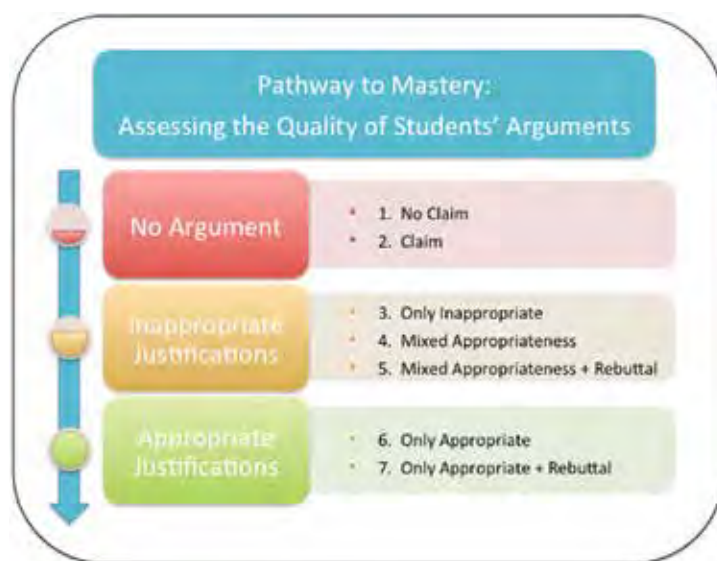 Pathway to Mastery:
Assessing the Quality of Students' Arguments
No Argument
• 1. No Claim
• 2. Claim
Inappropriate
Justifications
• 3. Only Inappropriate
• 4. Mixed Appropriateness
• 5. Mixed Appropriateness + Rebuttal
Appropriate
Justifications
• 6. Only Appropriate
• 7. Only Appropriate + Rebuttal